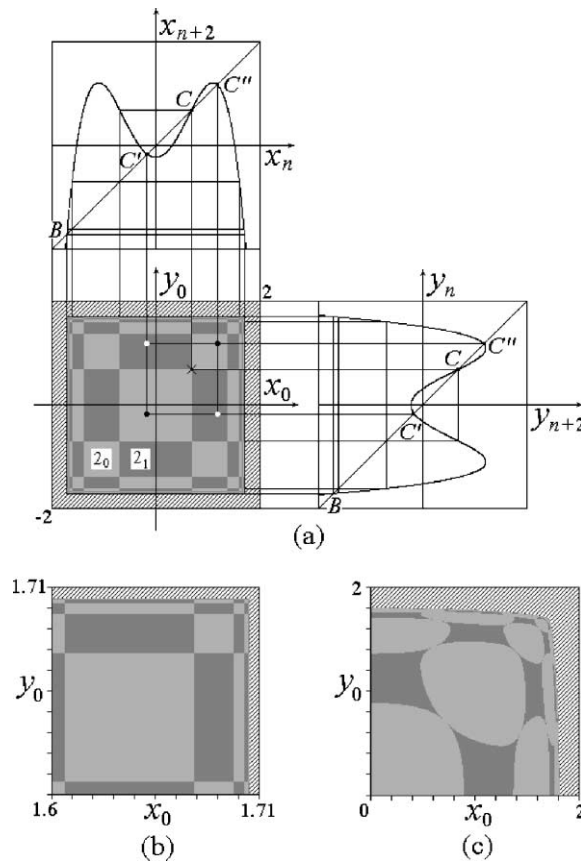 x_{n+2}
C
C''
C'
x_n
B
y_0
2
y_n
C''
C
x_0
y_{n+2}
C'
2_0 2_1
B
-2
(a)
1.71
2
y_0
y_0
1.6
x_0
1.71
0
x_0
2
(b)
(c)